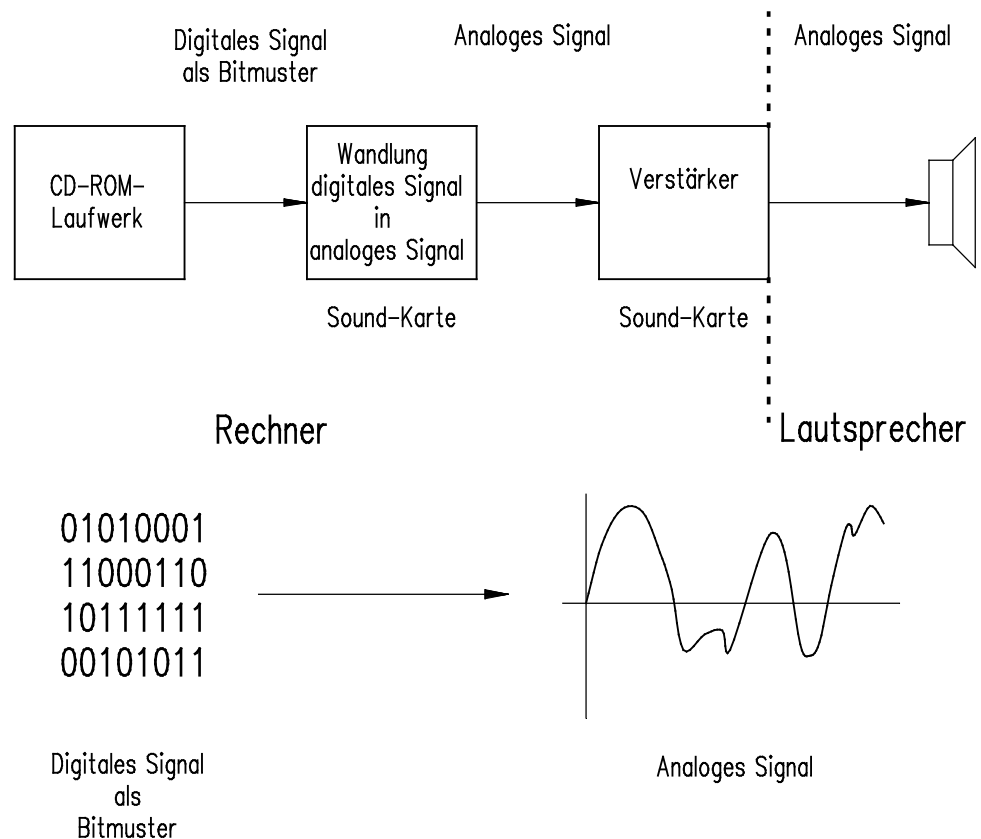 Digitales Signal
als Bitmuster
Analoges Signal
Analoges Signal
CD-ROM-
Laufwerk
Wandlung
digitales Signal
in
analoges Signal
Verstärker
Sound-Karte
Sound-Karte
Rechner
Lautsprecher
01010001
11000110
10111111
00101011
Digitales Signal
als
Bitmuster
Analoges Signal